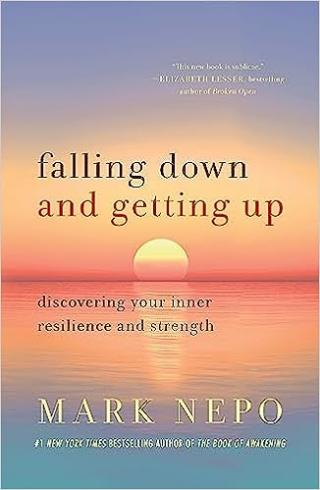 "This new book is sublime."
—ELIZABETH LESSER, bestselling
author of Broken Open
falling down
and getting up
discovering your inner
resilience and strength
MARK NEPO
#1 NEW YORK TIMES BESTSELLING AUTHOR OF THE BOOK OF AWAKENING